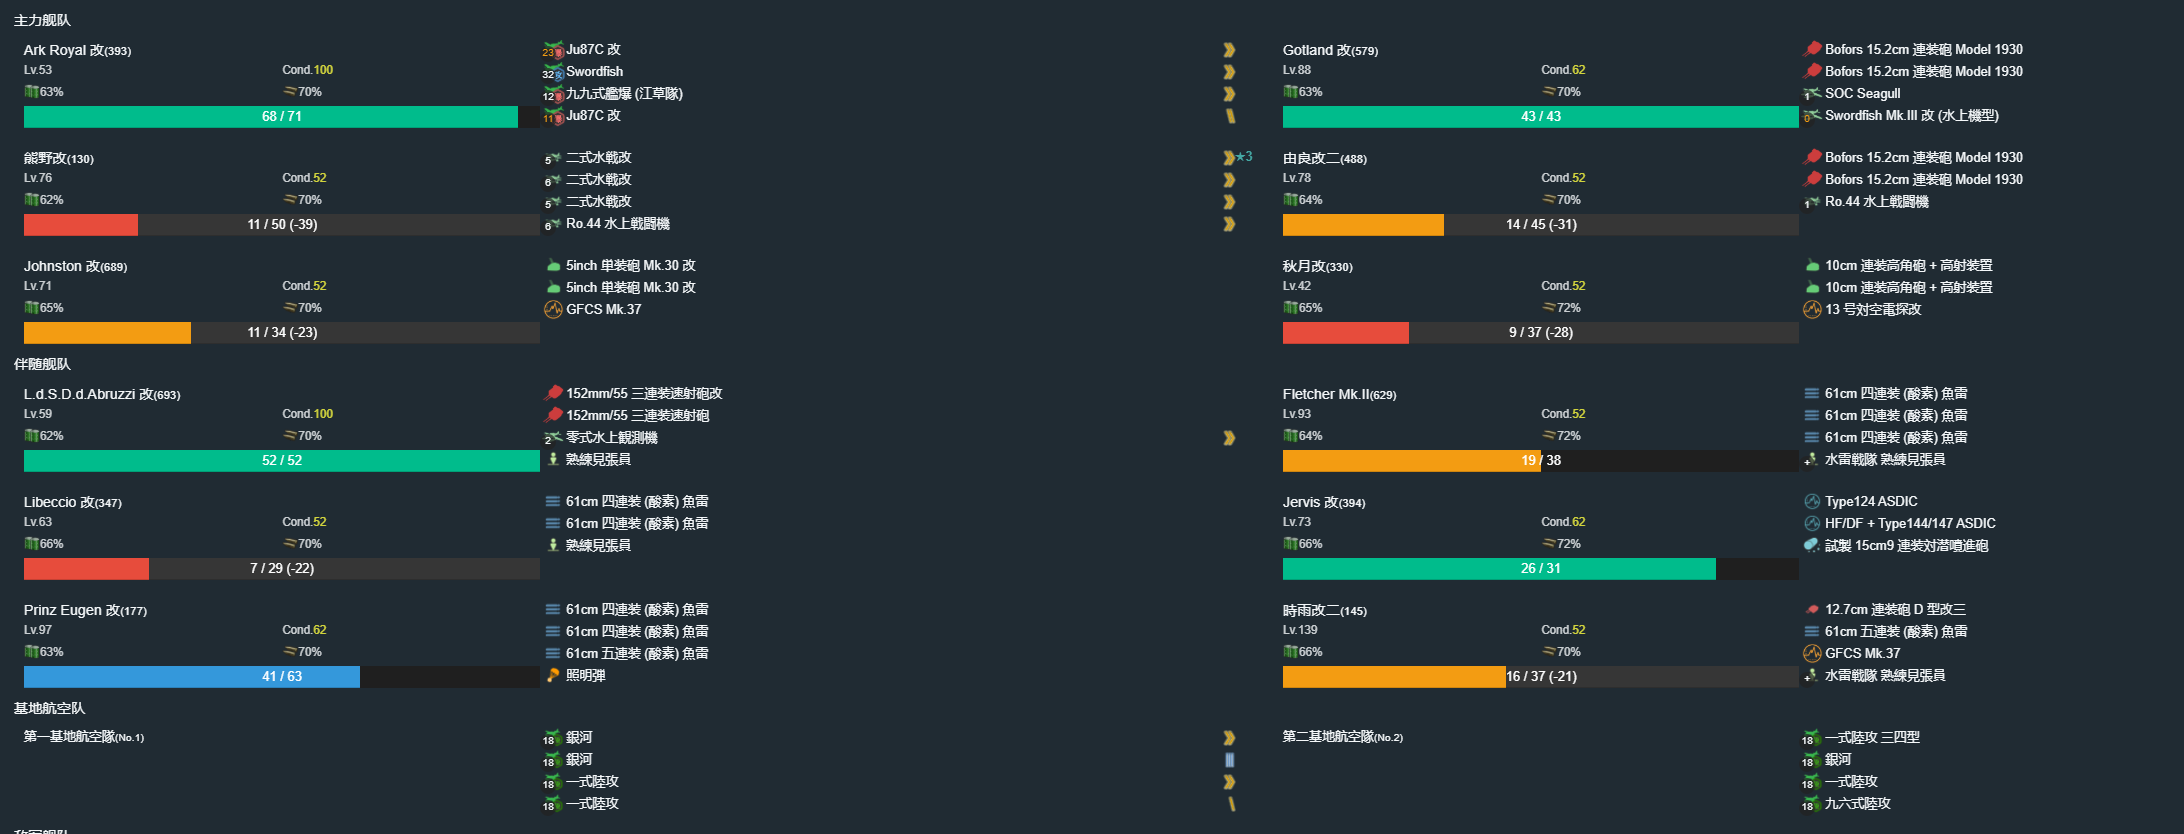 主力舰队
Ark Royal 改(393)
Lv.53 Cond.100
63% 70%
68 / 71
23 Ju87C 改
32 Swordfish
12 九九式艦爆 (江草隊)
11 Ju87C 改
Gotland 改(579)
Lv.88 Cond.62
63% 70%
43 / 43
Bofors 15.2cm 連装砲 Model 1930
Bofors 15.2cm 連装砲 Model 1930
1 SOC Seagull
0 Swordfish Mk.III 改 (水上機型)
熊野改(130)
Lv.76 Cond.52
62% 70%
11 / 50 (-39)
5 二式水戦改 ★3
6 二式水戦改
5 二式水戦改
6 Ro.44 水上戦闘機
由良改二(488)
Lv.78 Cond.52
64% 70%
14 / 45 (-31)
Bofors 15.2cm 連装砲 Model 1930
Bofors 15.2cm 連装砲 Model 1930
1 Ro.44 水上戦闘機
Johnston 改(689)
Lv.71 Cond.52
65% 70%
11 / 34 (-23)
5inch 単装砲 Mk.30 改
5inch 単装砲 Mk.30 改
GFCS Mk.37
秋月改(330)
Lv.42 Cond.52
65% 72%
9 / 37 (-28)
10cm 連装高角砲 + 高射装置
10cm 連装高角砲 + 高射装置
13 号対空電探改
伴随舰队
L.d.S.D.d.Abruzzi 改(693)
Lv.59 Cond.100
62% 70%
52 / 52
152mm/55 三連装速射砲改
152mm/55 三連装速射砲
2 零式水上観測機
熟練見張員
Fletcher Mk.II(629)
Lv.93 Cond.52
64% 72%
19 / 38
61cm 四連装 (酸素) 魚雷
61cm 四連装 (酸素) 魚雷
61cm 四連装 (酸素) 魚雷
水雷戦隊 熟練見張員
Libeccio 改(347)
Lv.63 Cond.52
66% 70%
7 / 29 (-22)
61cm 四連装 (酸素) 魚雷
61cm 四連装 (酸素) 魚雷
熟練見張員
Jervis 改(394)
Lv.73 Cond.62
66% 72%
26 / 31
Type124 ASDIC
HF/DF + Type144/147 ASDIC
試製 15cm9 連装対潜噴進砲
Prinz Eugen 改(177)
Lv.97 Cond.62
63% 70%
41 / 63
61cm 四連装 (酸素) 魚雷
61cm 四連装 (酸素) 魚雷
61cm 五連装 (酸素) 魚雷
照明弾
時雨改二(145)
Lv.139 Cond.52
66% 70%
16 / 37 (-21)
12.7cm 連装砲 D 型改三
61cm 五連装 (酸素) 魚雷
GFCS Mk.37
水雷戦隊 熟練見張員
基地航空队
第一基地航空隊(No.1)
18 銀河
18 銀河
18 一式陸攻
18 一式陸攻
第二基地航空隊(No.2)
18 一式陸攻 三四型
18 銀河
18 一式陸攻
18 九六式陸攻